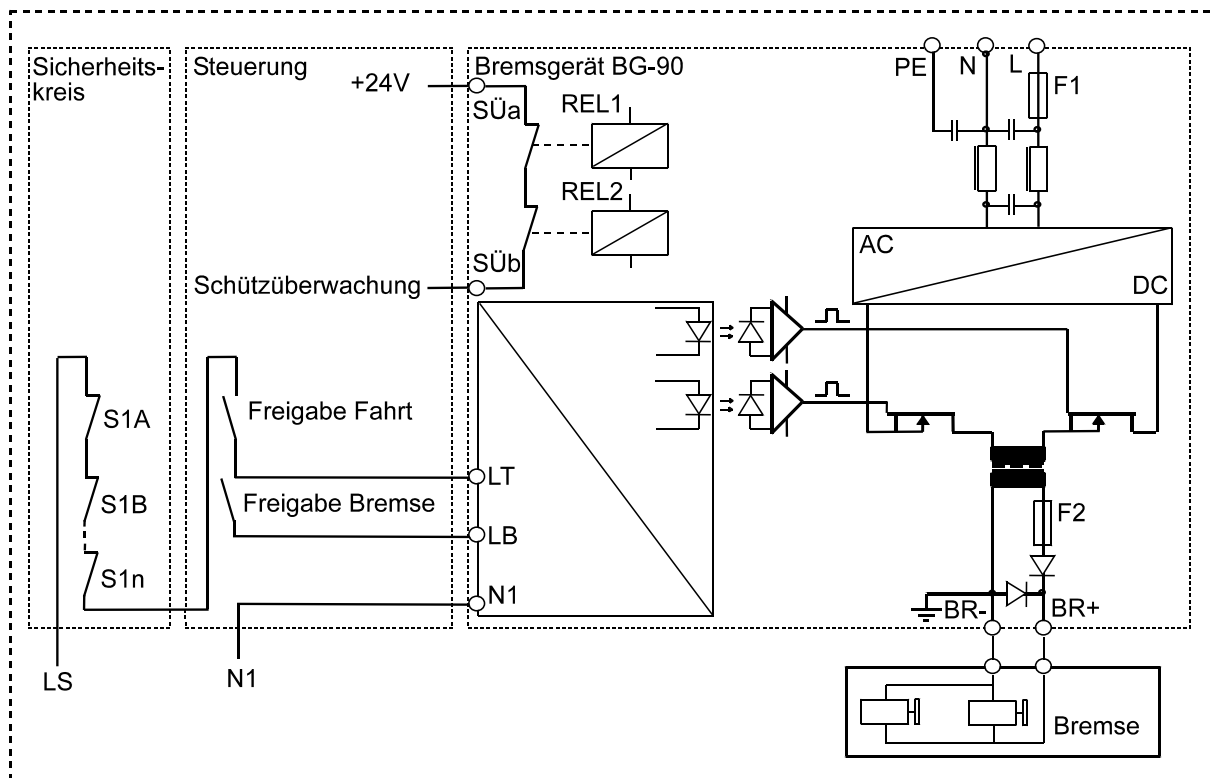 Sicherheits-
kreis
Steuerung
+24V
Bremsgerät BG-90
SÜa
REL1
REL2
SÜb
Schützüberwachung
PE
N
L
F1
AC
DC
S1A
S1B
S1n
Freigabe Fahrt
Freigabe Bremse
LT
LB
N1
F2
BR-
BR+
LS
N1
Bremse